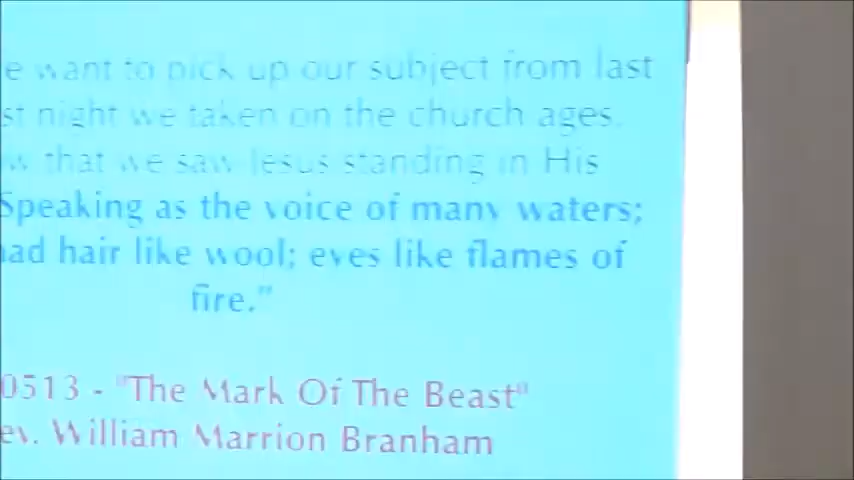 e want to pick up our subject from last
st night we taken on the church ages.
w that we saw Jesus standing in His
Speaking as the voice of many waters;
ad hair like wool; eyes like flames of
fire."
0513 - "The Mark Of The Beast"
ev. William Marrion Branham